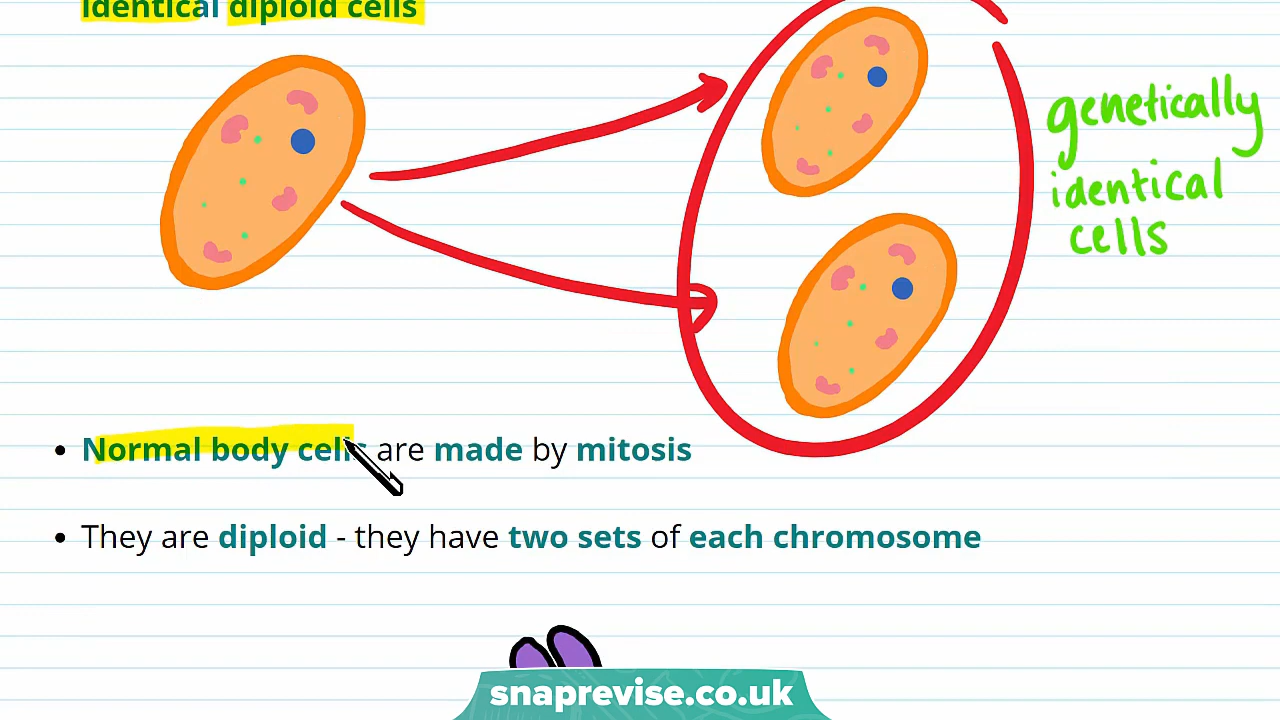 identical diploid cells
genetically
identical
cells
• Normal body cells are made by mitosis
• They are diploid - they have two sets of each chromosome
snaprevise.co.uk